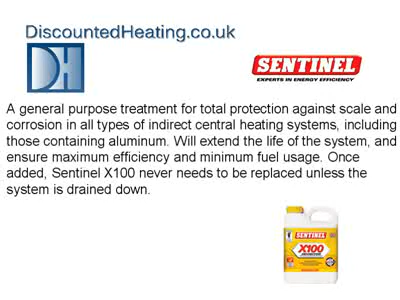 DiscountedHeating.co.uk
DH
SENTINEL
EXPERTS IN ENERGY EFFICIENCY
A general purpose treatment for total protection against scale and
corrosion in all types of indirect central heating systems, including
those containing aluminum. Will extend the life of the system, and
ensure maximum efficiency and minimum fuel usage. Once
added, Sentinel X100 never needs to be replaced unless the
system is drained down.
SENTINEL
X100